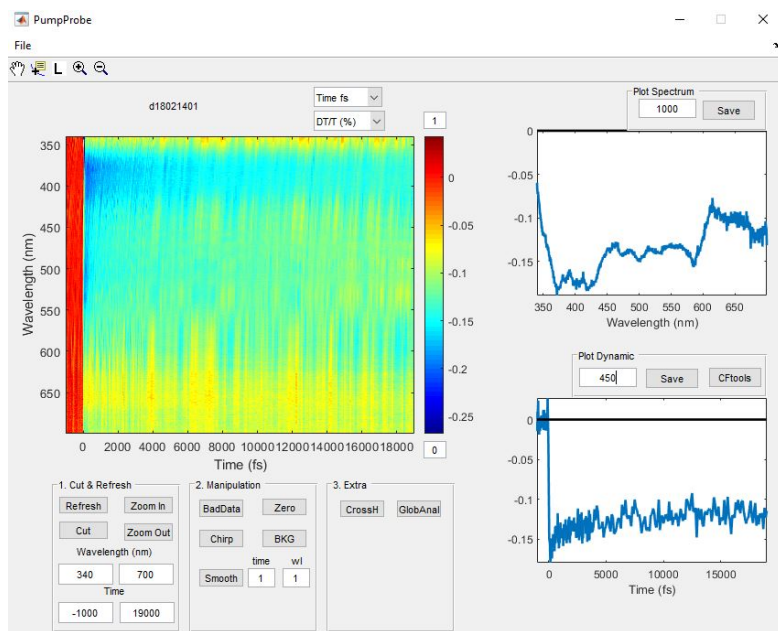 PumpProbe
File
L
d18021401
Time fs
DT/T (%)
1
350
400
450
500
550
600
650
Wavelength (nm)
0 2000 4000 6000 8000 10000 12000 14000 16000 18000
Time (fs)
0
-0.05
-0.1
-0.15
-0.2
-0.25
0
Plot Spectrum
1000 Save
0
-0.05
-0.1
-0.15
350 400 450 500 550 600 650
Wavelength (nm)
Plot Dynamic
450 Save CFtools
0
-0.05
-0.1
-0.15
0 5000 10000 15000
Time (fs)
1. Cut & Refresh
Refresh Zoom In
Cut Zoom Out
Wavelength (nm)
340 700
Time
-1000 19000
2. Manipulation
BadData Zero
Chirp BKG
time wl
Smooth 1 1
3. Extra
CrossH GlobAnal